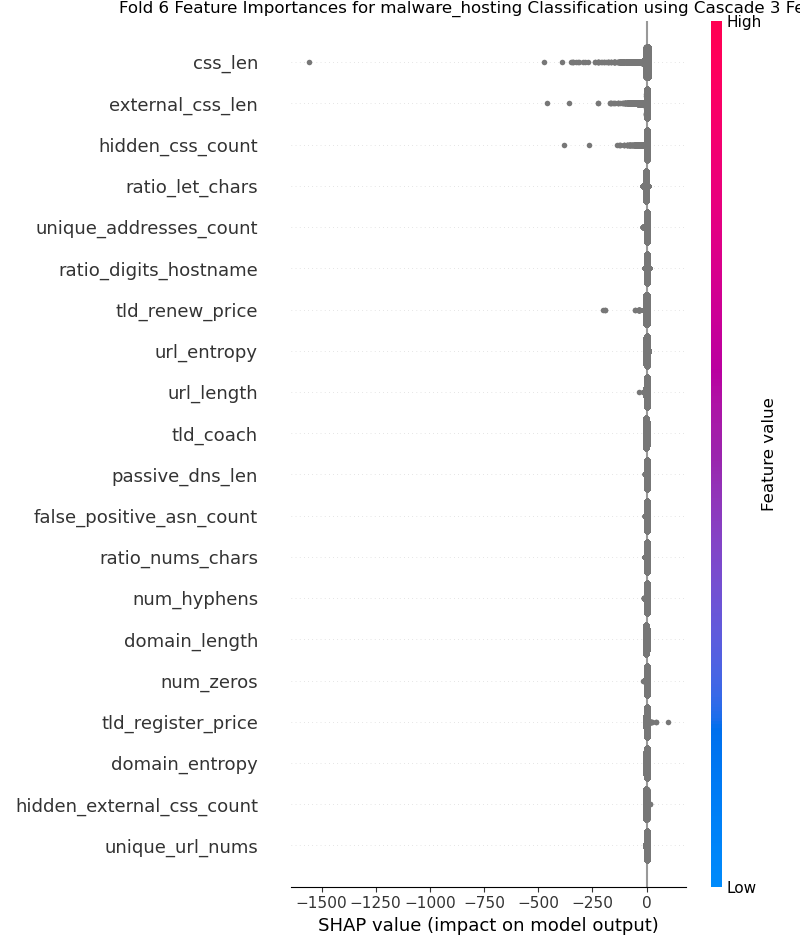 Fold 6 Feature Importances for malware_hosting Classification using Cascade 3 Fe
High
css_len
external_css_len
hidden_css_count
ratio_let_chars
unique_addresses_count
ratio_digits_hostname
tld_renew_price
url_entropy
url_length
tld_coach
passive_dns_len
false_positive_asn_count
ratio_nums_chars
num_hyphens
domain_length
num_zeros
tld_register_price
domain_entropy
hidden_external_css_count
unique_url_nums
Feature value
Low
−1500 −1250 −1000 −750 −500 −250 0
SHAP value (impact on model output)